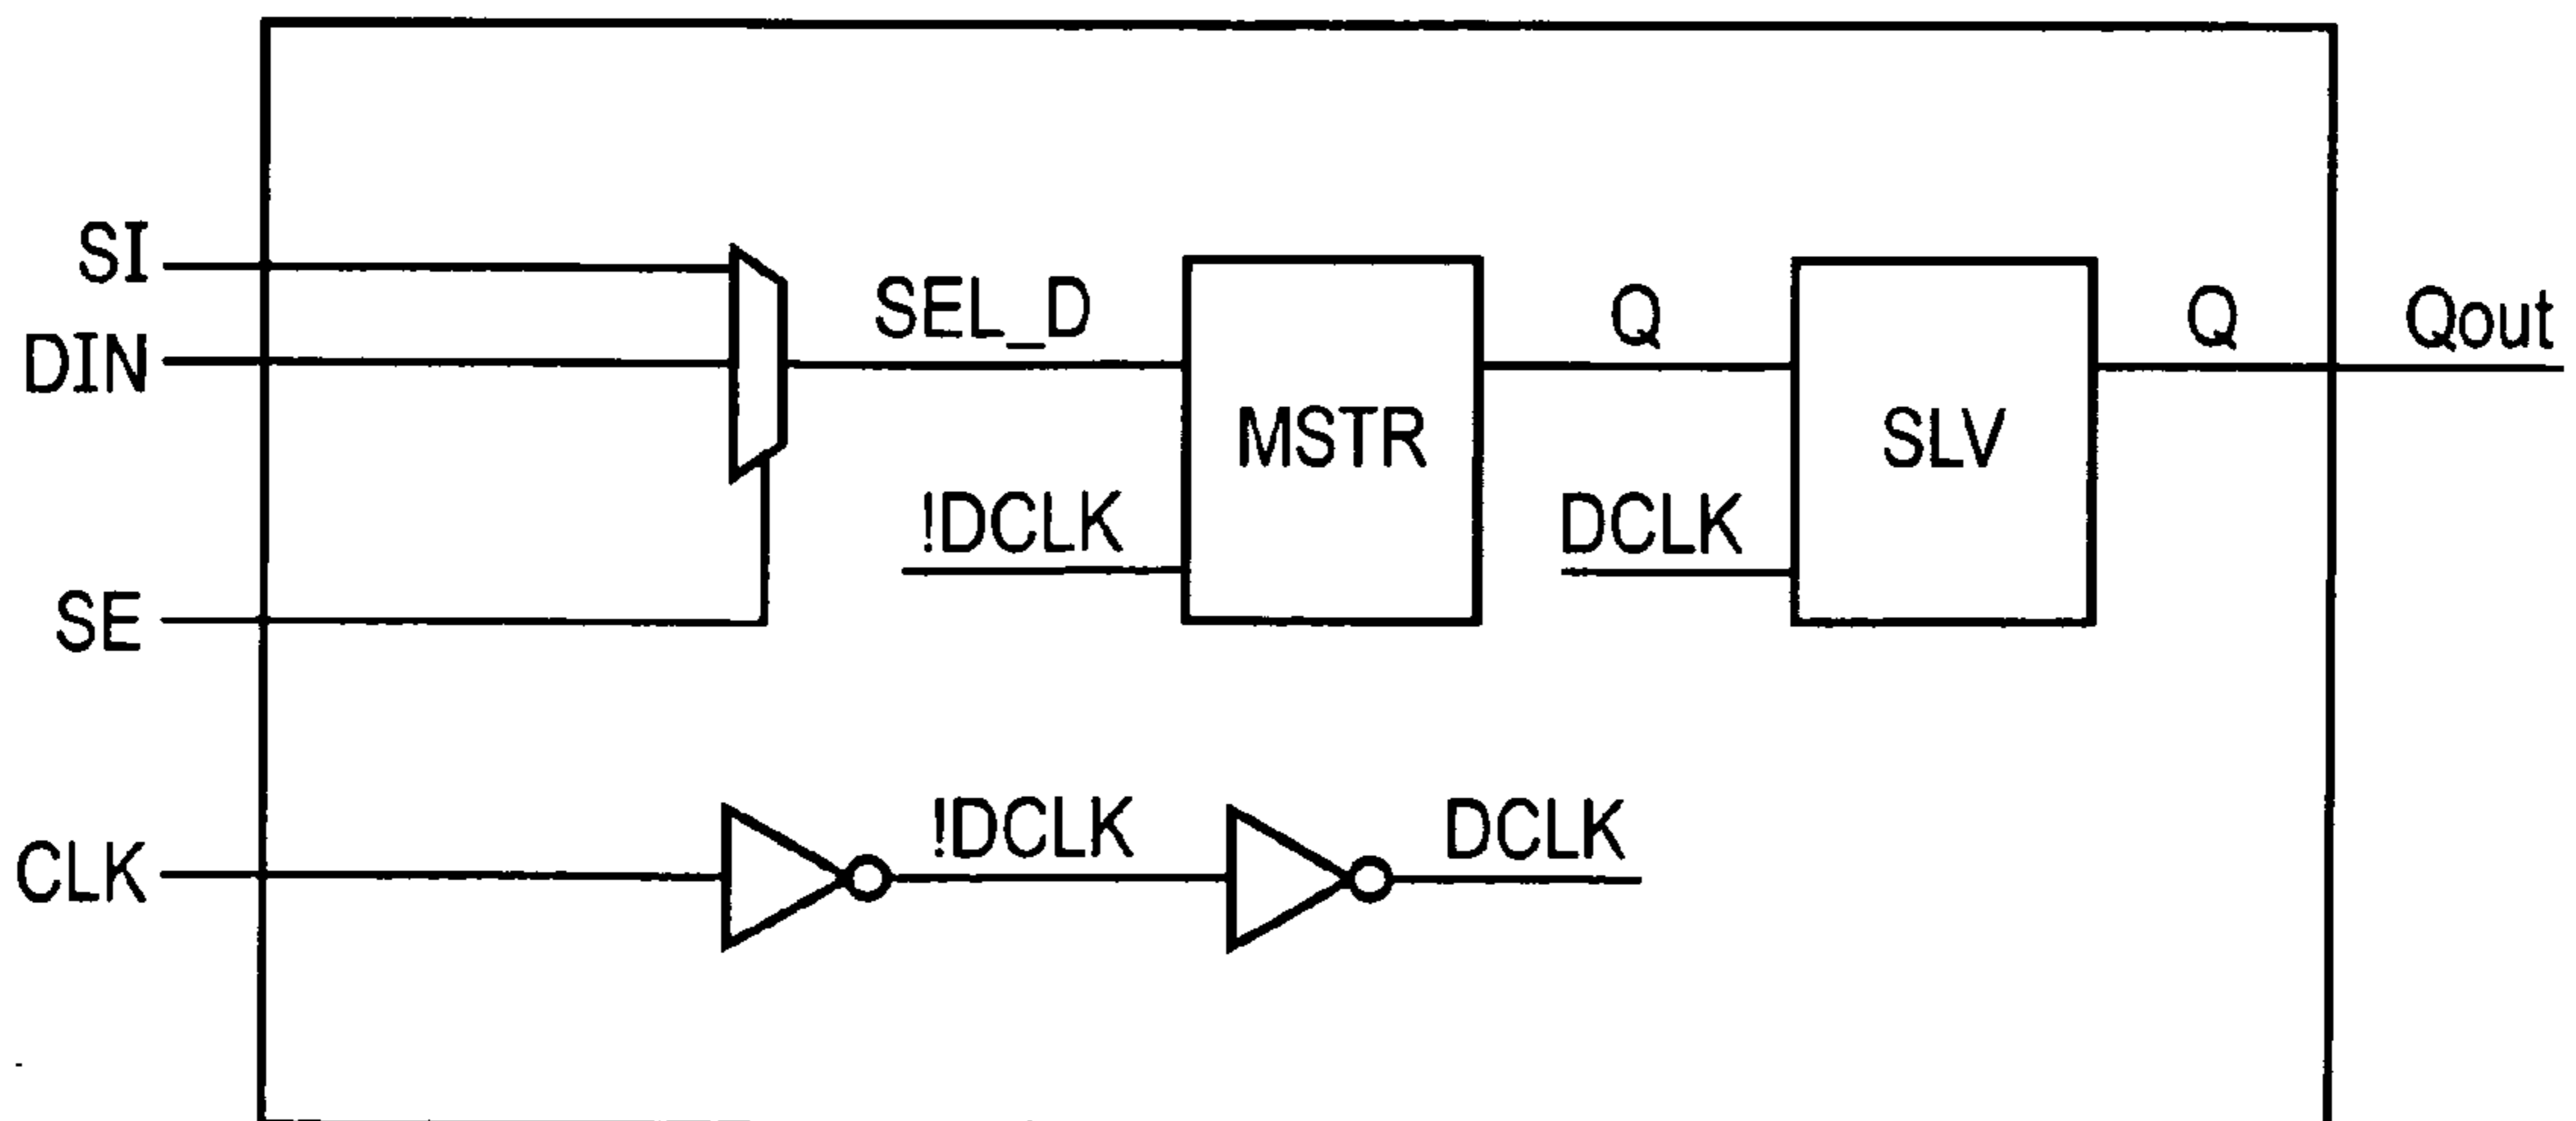 SI
DIN
SE
CLK
SEL_D
!DCLK
MSTR
Q
DCLK
SLV
Q
Qout
!DCLK
DCLK